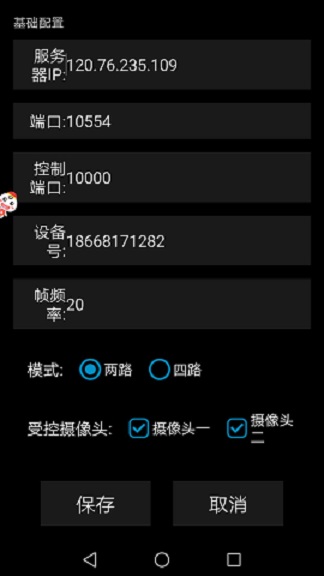 基础配置
服务
器IP:120.76.235.109
端口:10554
控制
端口:10000
设备
号:18668171282
帧频
率:20
模式: 两路 四路
受控摄像头: 摄像头一 摄像头
二
保存 取消